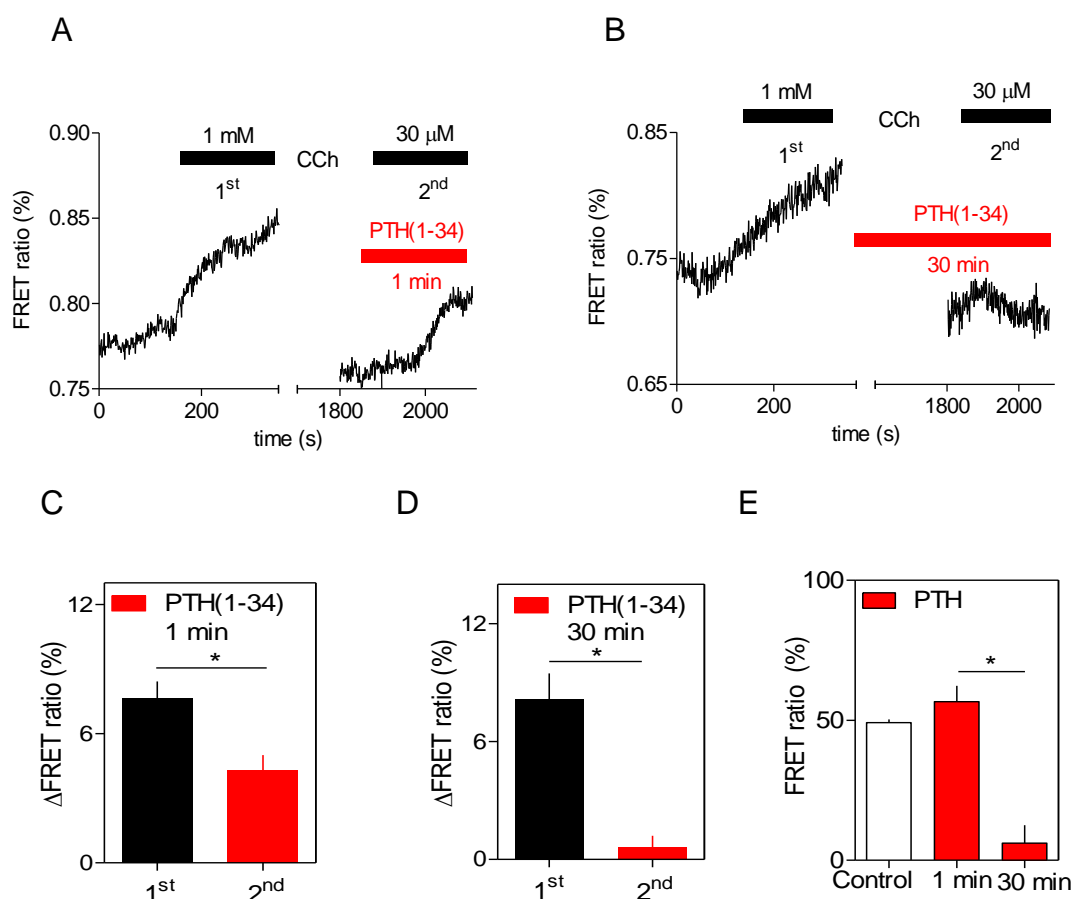 A
1 mM
CCh
30 µM
1st
2nd
PTH(1-34)
1 min
FRET ratio (%)
0.90
0.85
0.80
0.75
0
200
1800
2000
time (s)
B
1 mM
CCh
30 µM
1st
2nd
PTH(1-34)
30 min
FRET ratio (%)
0.85
0.75
0.65
0
200
1800
2000
time (s)
C
PTH(1-34)
1 min
*
ΔFRET ratio (%)
12
6
0
1st
2nd
D
PTH(1-34)
30 min
*
ΔFRET ratio (%)
12
6
0
1st
2nd
E
PTH
*
FRET ratio (%)
100
50
0
Control
1 min
30 min